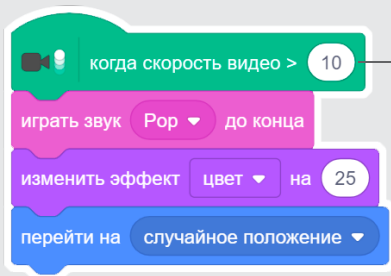 когда скорость видео > 10
играть звук Pop до конца
изменить эффект цвет на 25
перейти на случайное положение